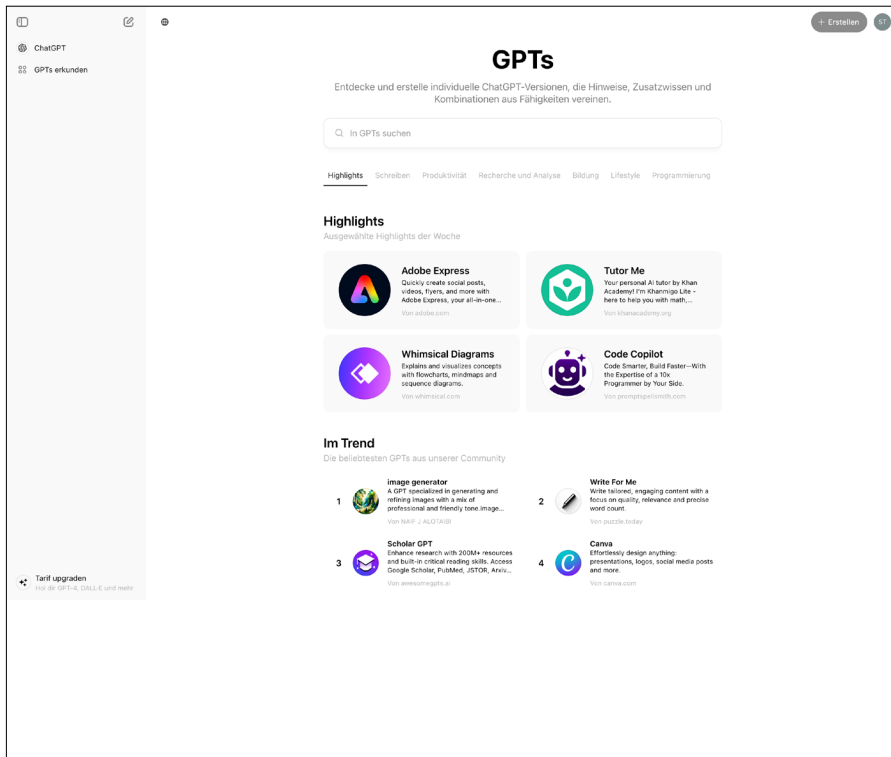 ChatGPT
GPTs erkunden
Tarif upgraden
Hol dir GPT-4, DALL·E und mehr
+ Erstellen
ST
GPTs
Entdecke und erstelle individuelle ChatGPT-Versionen, die Hinweise, Zusatzwissen und
Kombinationen aus Fähigkeiten vereinen.
In GPTs suchen
Highlights Schreiben Produktivität Recherche und Analyse Bildung Lifestyle Programmierung
Highlights
Ausgewählte Highlights der Woche
Adobe Express
Quickly create social posts,
videos, flyers, and more with
Adobe Express, your all-in-one...
Von adobe.com
Tutor Me
Your personal AI tutor by Khan
Academy! I'm Khanmigo Lite -
here to help you with math,...
Von khanacademy.org
Whimsical Diagrams
Explains and visualizes concepts
with flowcharts, mindmaps and
sequence diagrams.
Von whimsical.com
Code Copilot
Code Smarter, Build Faster—With
the Expertise of a 10x
Programmer by Your Side.
Von promptspellsmith.com
Im Trend
Die beliebtesten GPTs aus unserer Community
1
image generator
A GPT specialized in generating and
refining images with a mix of
professional and friendly tone.image...
Von NAIF J ALOTAIBI
2
Write For Me
Write tailored, engaging content with a
focus on quality, relevance and precise
word count.
Von puzzle.today
3
Scholar GPT
Enhance research with 200M+ resources
and built-in critical reading skills. Access
Google Scholar, PubMed, JSTOR, Arxiv...
Von awesomegpts.ai
4
Canva
Effortlessly design anything:
presentations, logos, social media posts
and more.
Von canva.com